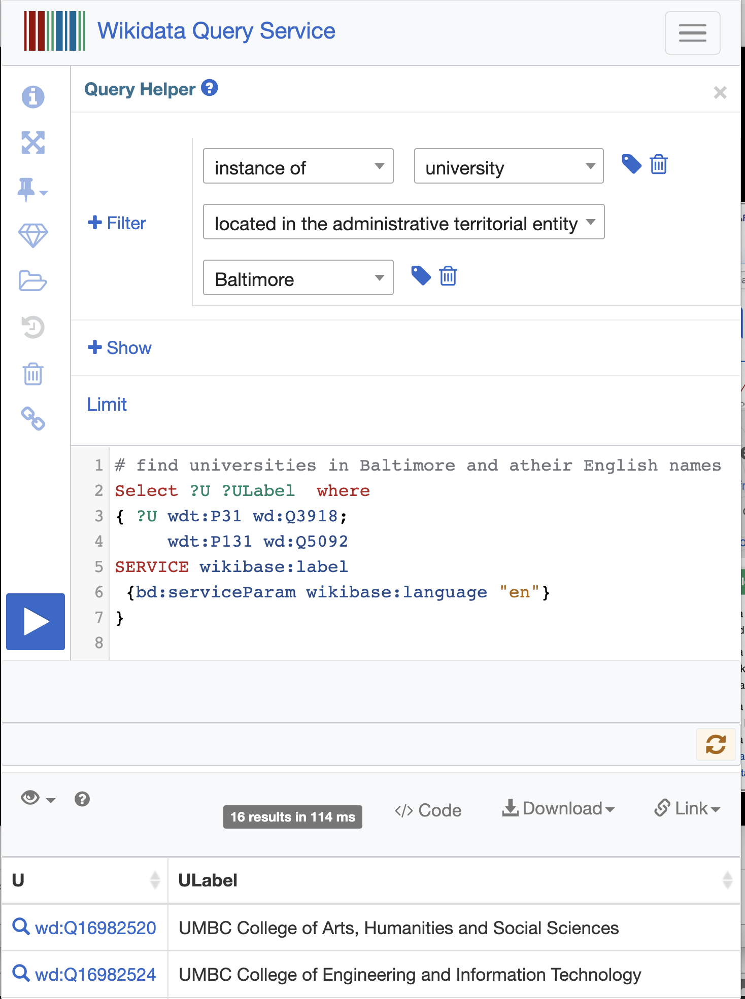 Wikidata Query Service
Query Helper
instance of
university
+ Filter
located in the administrative territorial entity
Baltimore
+ Show
Limit
1 # find universities in Baltimore and atheir English names
2 Select ?U ?ULabel  where
3 { ?U wdt:P31 wd:Q3918;
4      wdt:P131 wd:Q5092
5 SERVICE wikibase:label
6  {bd:serviceParam wikibase:language "en"}
7 }
8
16 results in 114 ms
</> Code
Download
Link
U
ULabel
wd:Q16982520 UMBC College of Arts, Humanities and Social Sciences
wd:Q16982524 UMBC College of Engineering and Information Technology